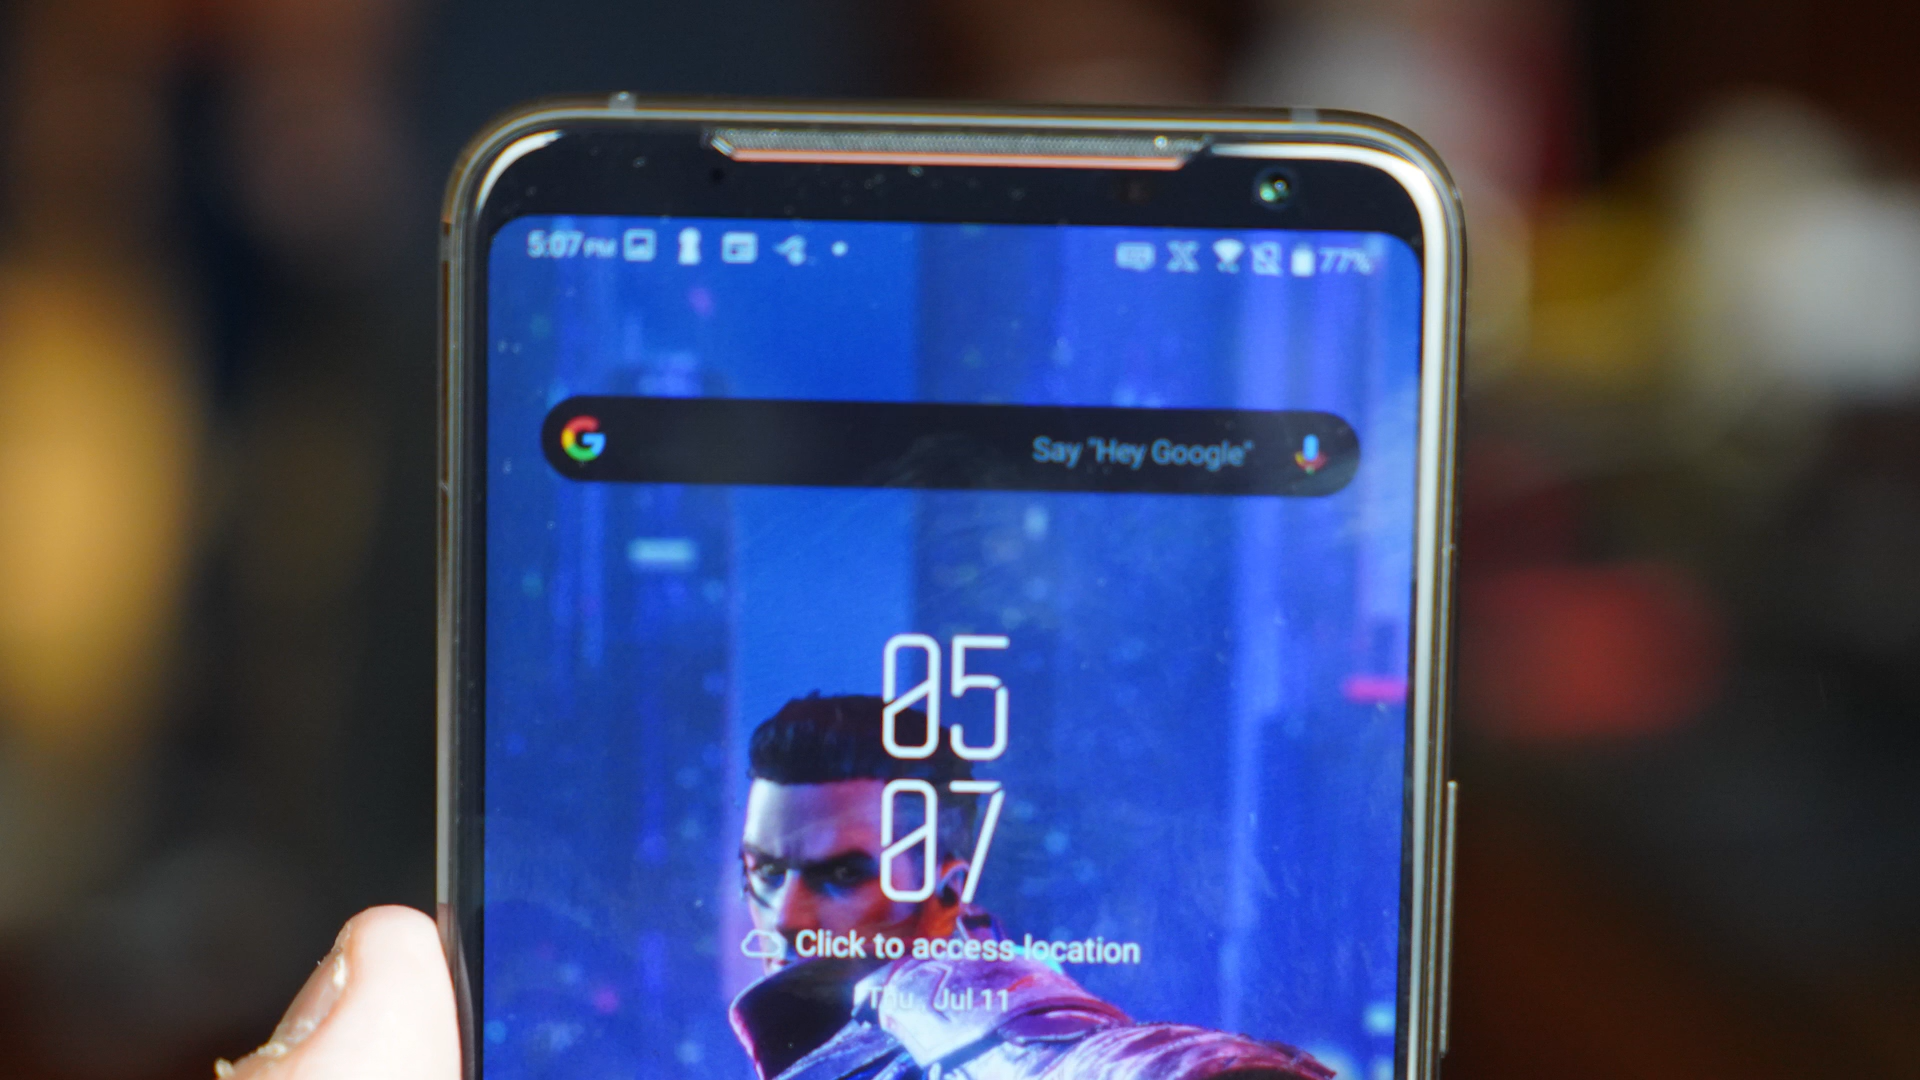 5:07 PM 77%
Say "Hey Google"
05
07
Click to access location
Thu, Jul 11